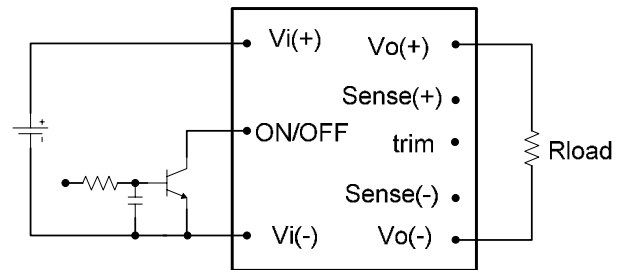 Vi(+)
Vo(+)
Sense(+)
ON/OFF
trim
Rload
Sense(-)
Vi(-)
Vo(-)
+
-